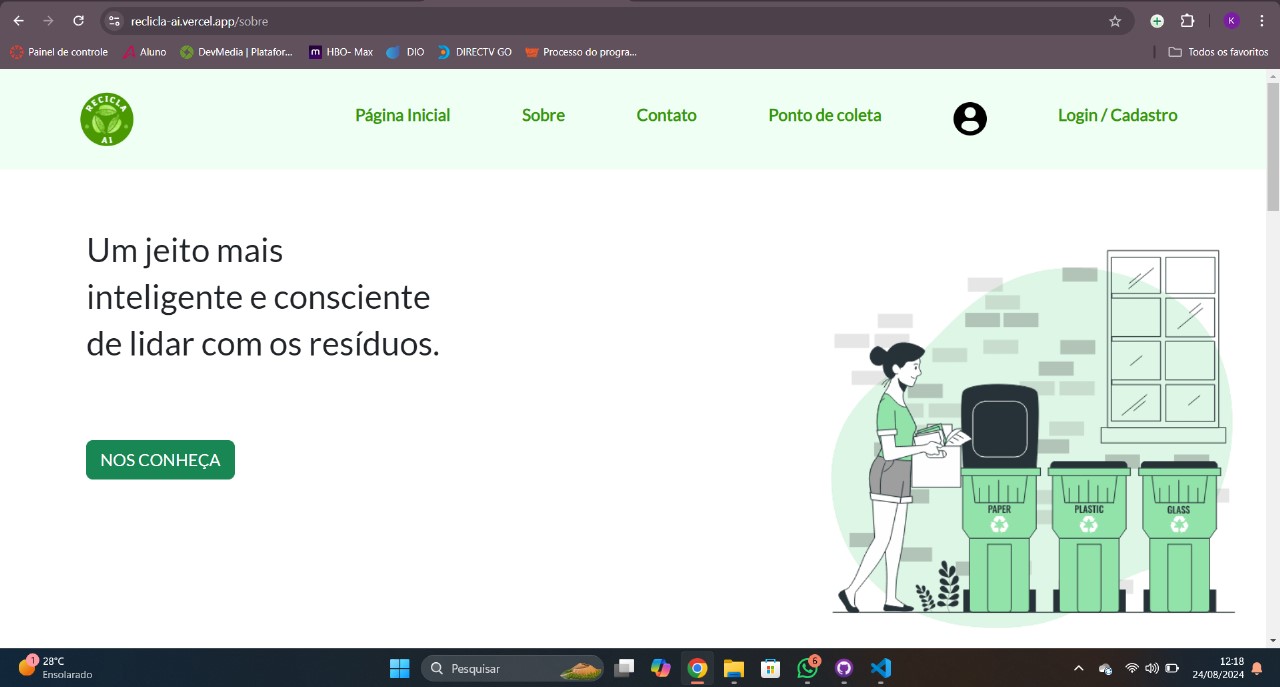 recicla-ai.vercel.app/sobre
K
Painel de controle
Aluno
DevMedia | Platafor...
m
HBO- Max
DIO
DIRECTV GO
Processo do progra...
Todos os favoritos
RECICLA
AI
Página Inicial
Sobre
Contato
Ponto de coleta
Login / Cadastro
Um jeito mais
inteligente e consciente
de lidar com os resíduos.
NOS CONHEÇA
PAPER
PLASTIC
GLASS
1
28°C
Ensolarado
Pesquisar
6
12:18
24/08/2024